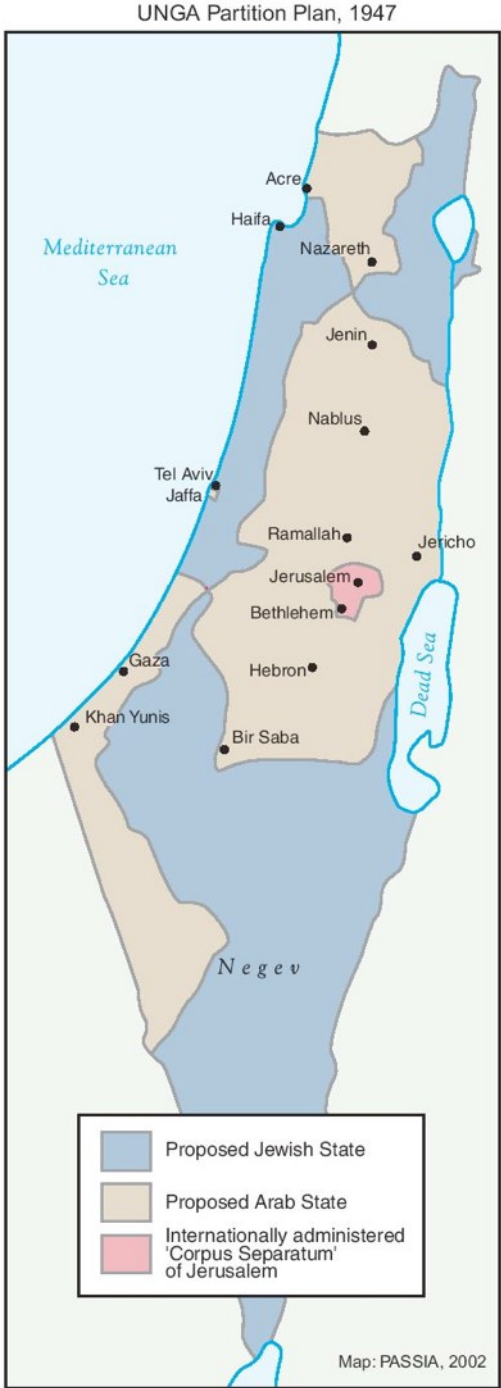 UNGA Partition Plan, 1947
Acre
Haifa
Mediterranean
Sea
Nazareth
Jenin
Nablus
Tel Aviv
Jaffa
Ramallah
Jericho
Jerusalem
Bethlehem
Dead Sea
Gaza
Hebron
Khan Yunis
Bir Saba
Negev
Proposed Jewish State
Proposed Arab State
Internationally administered
'Corpus Separatum'
of Jerusalem
Map: PASSIA, 2002